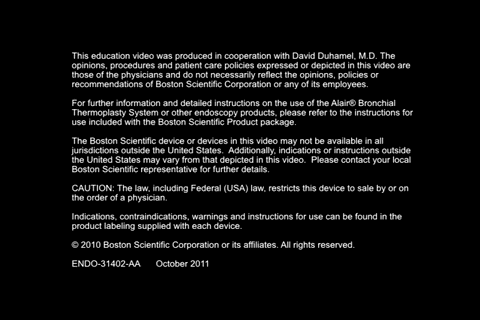 This education video was produced in cooperation with David Duhamel, M.D. The
opinions, procedures and patient care policies expressed or depicted in this video are
those of the physicians and do not necessarily reflect the opinions, policies or
recommendations of Boston Scientific Corporation or any of its employees.
For further information and detailed instructions on the use of the Alair® Bronchial
Thermoplasty System or other endoscopy products, please refer to the instructions for
use included with the Boston Scientific Product package.
The Boston Scientific device or devices in this video may not be available in all
jurisdictions outside the United States.  Additionally, indications or instructions outside
the United States may vary from that depicted in this video.  Please contact your local
Boston Scientific representative for further details.
CAUTION: The law, including Federal (USA) law, restricts this device to sale by or on
the order of a physician.
Indications, contraindications, warnings and instructions for use can be found in the
product labeling supplied with each device.
© 2010 Boston Scientific Corporation or its affiliates. All rights reserved.
ENDO-31402-AA      October 2011